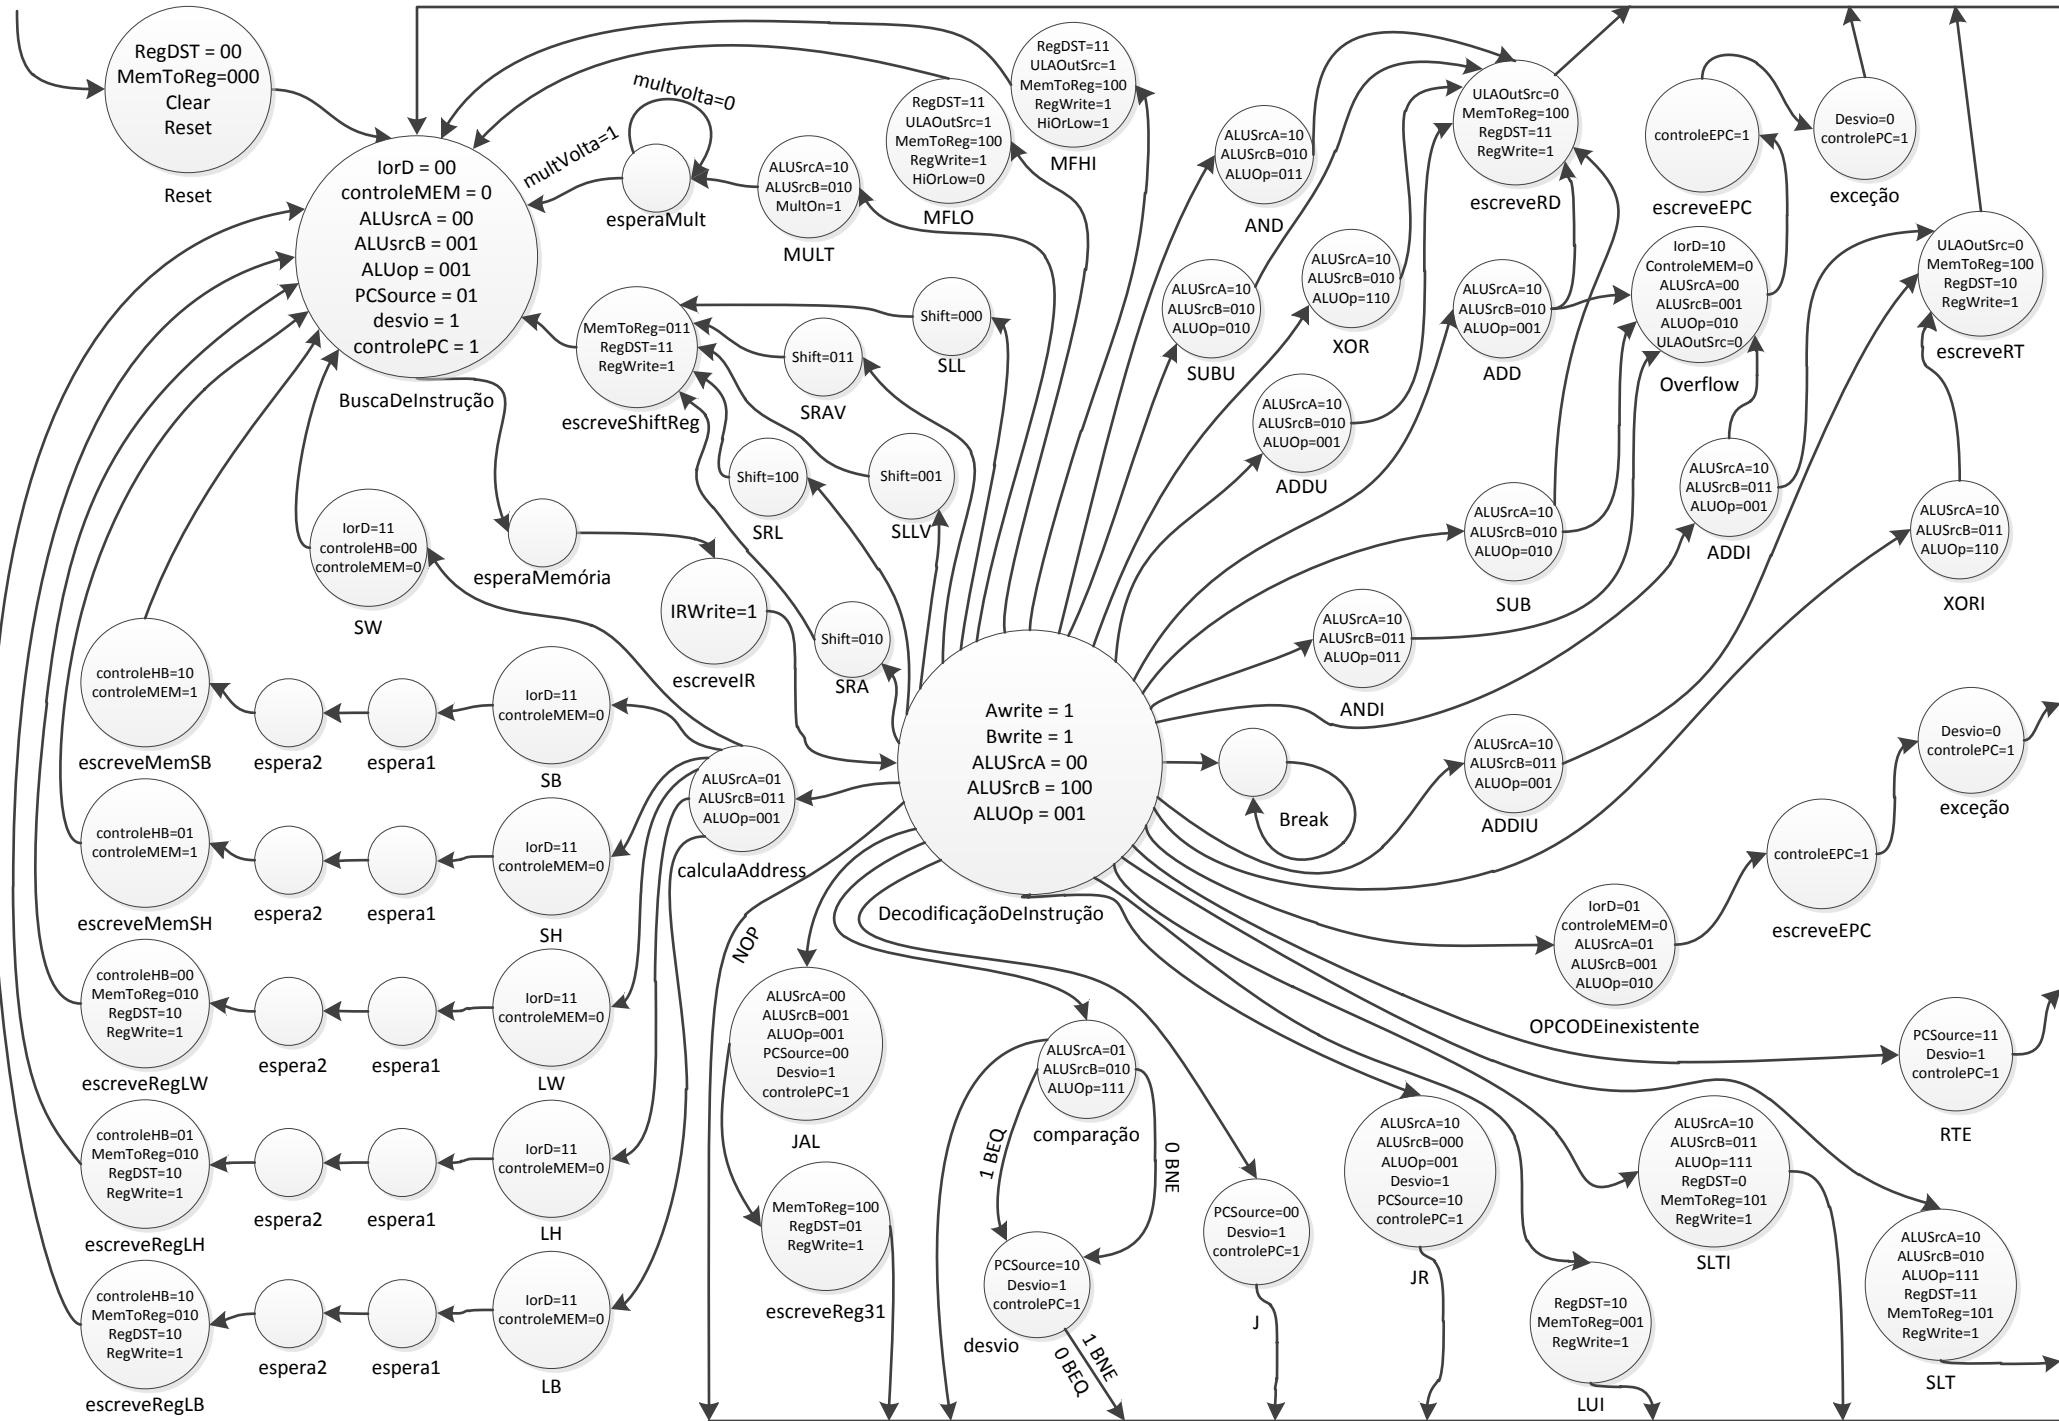 RegDST = 00
MemToReg=000
Clear
Reset
Reset
IorD = 00
controleMEM = 0
ALUsrcA = 00
ALUsrcB = 001
ALUop = 001
PCSource = 01
desvio = 1
controlePC = 1
BuscaDeInstrução
multVolta=1
multvolta=0
esperaMult
ALUSrcA=10
ALUSrcB=010
MultOn=1
MULT
RegDST=11
ULAOutSrc=1
MemToReg=100
RegWrite=1
HiOrLow=0
MFLO
RegDST=11
ULAOutSrc=1
MemToReg=100
RegWrite=1
HiOrLow=1
MFHI
ALUSrcA=10
ALUSrcB=010
ALUOp=011
AND
ULAOutSrc=0
MemToReg=100
RegDST=11
RegWrite=1
escreveRD
controleEPC=1
escreveEPC
Desvio=0
controlePC=1
exceção
ALUSrcA=10
ALUSrcB=010
ALUOp=010
SUBU
ALUSrcA=10
ALUSrcB=010
ALUOp=110
XOR
ALUSrcA=10
ALUSrcB=010
ALUOp=001
ADD
IorD=10
ControleMEM=0
ALUSrcA=00
ALUSrcB=001
ALUOp=010
ULAOutSrc=0
Overflow
ULAOutSrc=0
MemToReg=100
RegDST=10
RegWrite=1
escreveRT
MemToReg=011
RegDST=11
RegWrite=1
escreveShiftReg
Shift=000
SLL
Shift=011
SRAV
Shift=100
SRL
Shift=001
SLLV
Shift=010
SRA
ALUSrcA=10
ALUSrcB=010
ALUOp=001
ADDU
ALUSrcA=10
ALUSrcB=010
ALUOp=010
SUB
ALUSrcA=10
ALUSrcB=011
ALUOp=001
ADDI
ALUSrcA=10
ALUSrcB=011
ALUOp=110
XORI
IorD=11
controleHB=00
controleMEM=0
SW
esperaMemória
IRWrite=1
escreveIR
ALUSrcA=10
ALUSrcB=011
ALUOp=011
ANDI
Awrite = 1
Bwrite = 1
ALUSrcA = 00
ALUSrcB = 100
ALUOp = 001
DecodificaçãoDeInstrução
Break
ALUSrcA=10
ALUSrcB=011
ALUOp=001
ADDIU
Desvio=0
controlePC=1
exceção
controleEPC=1
escreveEPC
IorD=01
controleMEM=0
ALUSrcA=01
ALUSrcB=001
ALUOp=010
OPCODEinexistente
PCSource=11
Desvio=1
controlePC=1
RTE
controleHB=10
controleMEM=1
escreveMemSB
espera2
espera1
IorD=11
controleMEM=0
SB
ALUSrcA=01
ALUSrcB=011
ALUOp=001
calculaAddress
controleHB=01
controleMEM=1
escreveMemSH
espera2
espera1
IorD=11
controleMEM=0
SH
controleHB=00
MemToReg=010
RegDST=10
RegWrite=1
escreveRegLW
espera2
espera1
IorD=11
controleMEM=0
LW
controleHB=01
MemToReg=010
RegDST=10
RegWrite=1
escreveRegLH
espera2
espera1
IorD=11
controleMEM=0
LH
controleHB=10
MemToReg=010
RegDST=10
RegWrite=1
escreveRegLB
espera2
espera1
IorD=11
controleMEM=0
LB
NOP
ALUSrcA=00
ALUSrcB=001
ALUOp=001
PCSource=00
Desvio=1
controlePC=1
JAL
MemToReg=100
RegDST=01
RegWrite=1
escreveReg31
ALUSrcA=01
ALUSrcB=010
ALUOp=111
comparação
1 BEQ
0 BNE
PCSource=10
Desvio=1
controlePC=1
desvio
1 BNE
0 BEQ
PCSource=00
Desvio=1
controlePC=1
J
ALUSrcA=10
ALUSrcB=000
ALUOp=001
Desvio=1
PCSource=10
controlePC=1
JR
RegDST=10
MemToReg=001
RegWrite=1
LUI
ALUSrcA=10
ALUSrcB=011
ALUOp=111
RegDST=0
MemToReg=101
RegWrite=1
SLTI
ALUSrcA=10
ALUSrcB=010
ALUOp=111
RegDST=11
MemToReg=101
RegWrite=1
SLT